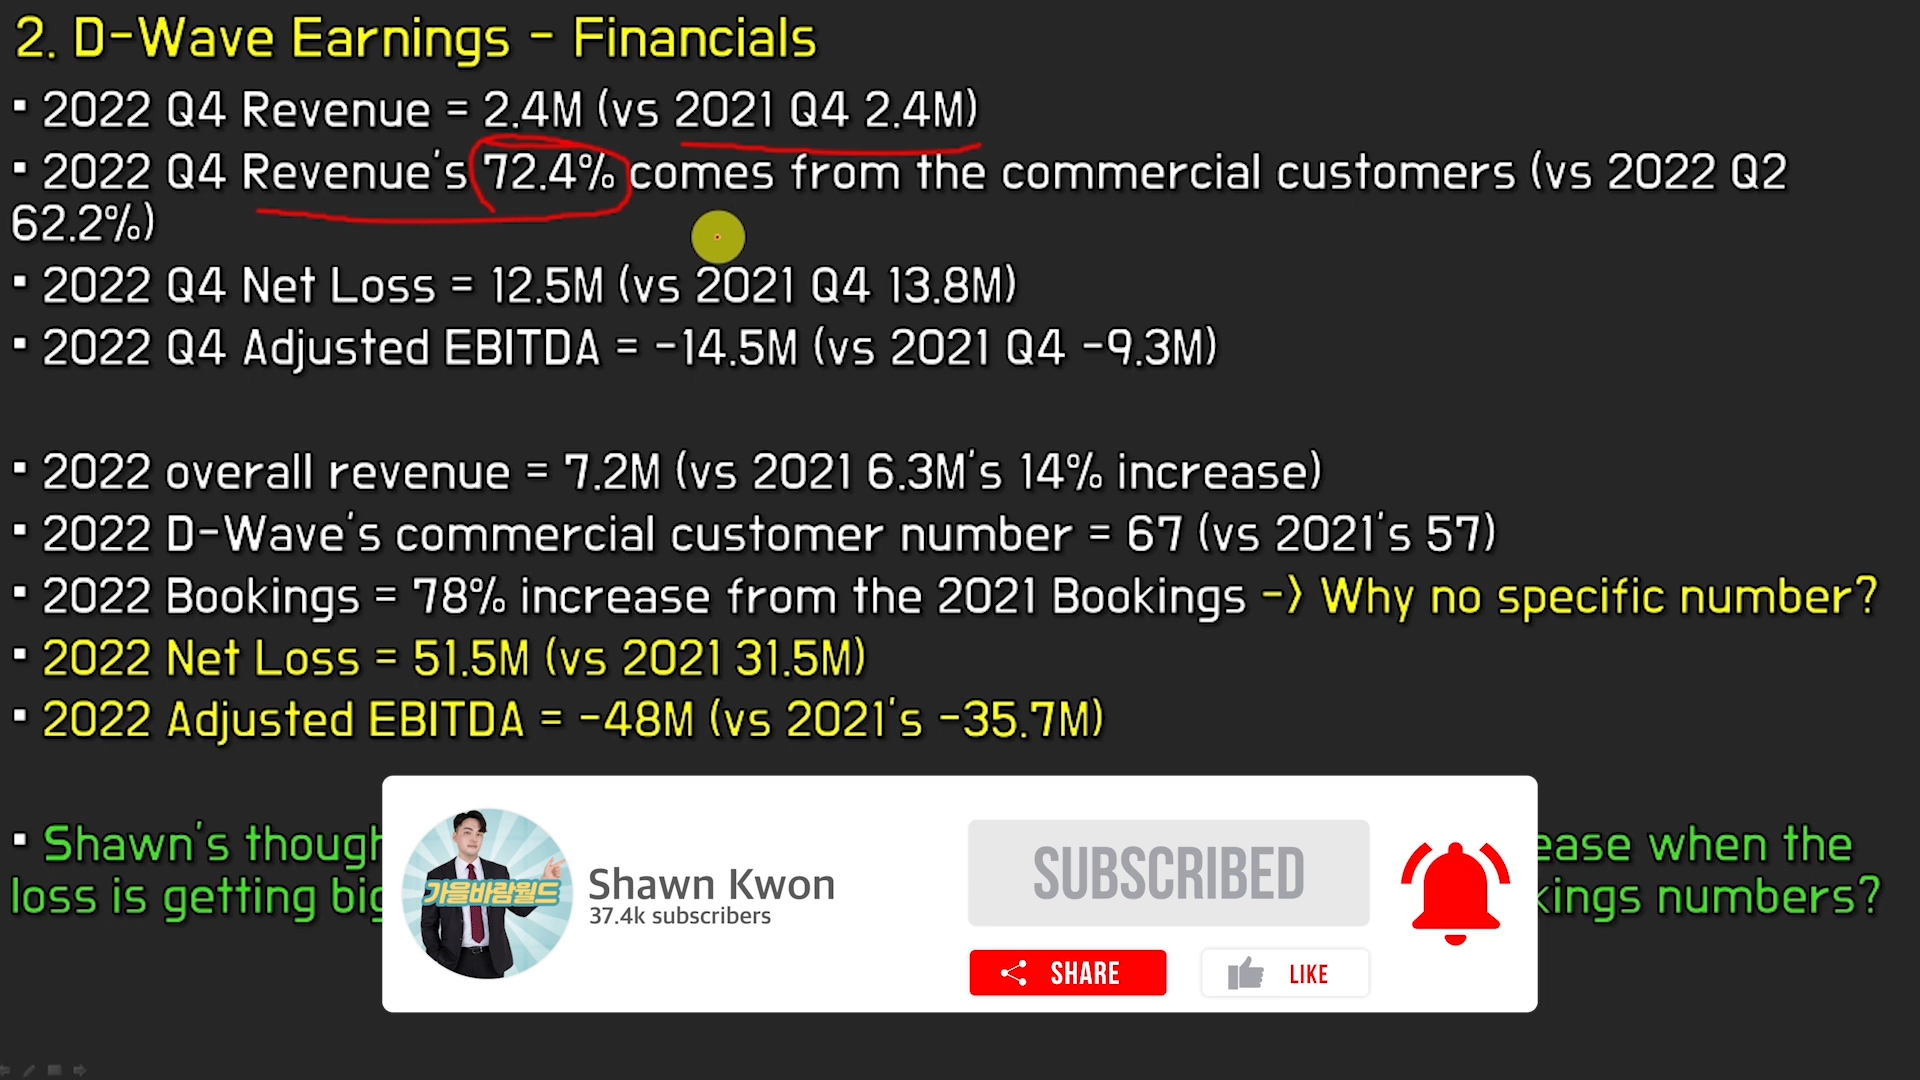 2. D-Wave Earnings - Financials
▪ 2022 Q4 Revenue = 2.4M (vs 2021 Q4 2.4M)
▪ 2022 Q4 Revenue's 72.4% comes from the commercial customers (vs 2022 Q2
62.2%)
▪ 2022 Q4 Net Loss = 12.5M (vs 2021 Q4 13.8M)
▪ 2022 Q4 Adjusted EBITDA = -14.5M (vs 2021 Q4 -9.3M)
▪ 2022 overall revenue = 7.2M (vs 2021 6.3M's 14% increase)
▪ 2022 D-Wave's commercial customer number = 67 (vs 2021's 57)
▪ 2022 Bookings = 78% increase from the 2021 Bookings -> Why no specific number?
▪ 2022 Net Loss = 51.5M (vs 2021 31.5M)
▪ 2022 Adjusted EBITDA = -48M (vs 2021's -35.7M)
▪ Shawn's when the
loss is getting numbers?
가을바람월드
Shawn Kwon
37.4k subscribers
SUBSCRIBED
SHARE
LIKE